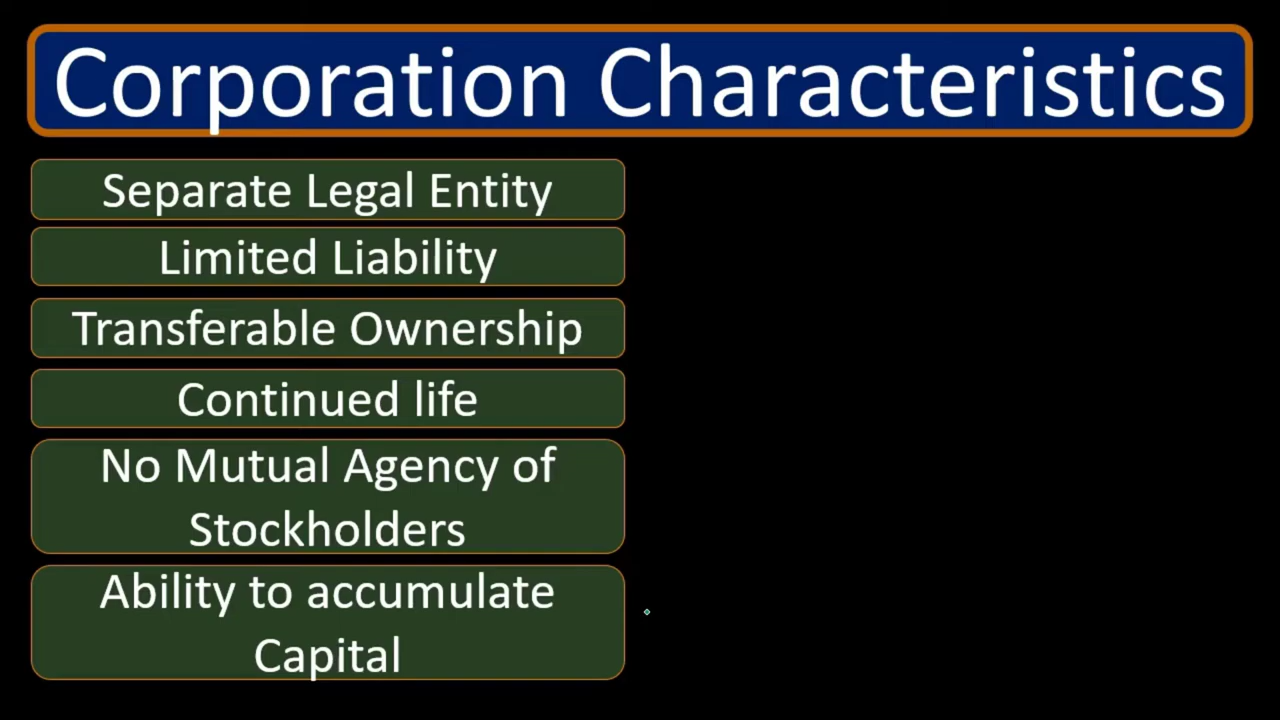 Corporation Characteristics
Separate Legal Entity
Limited Liability
Transferable Ownership
Continued life
No Mutual Agency of
Stockholders
Ability to accumulate
Capital